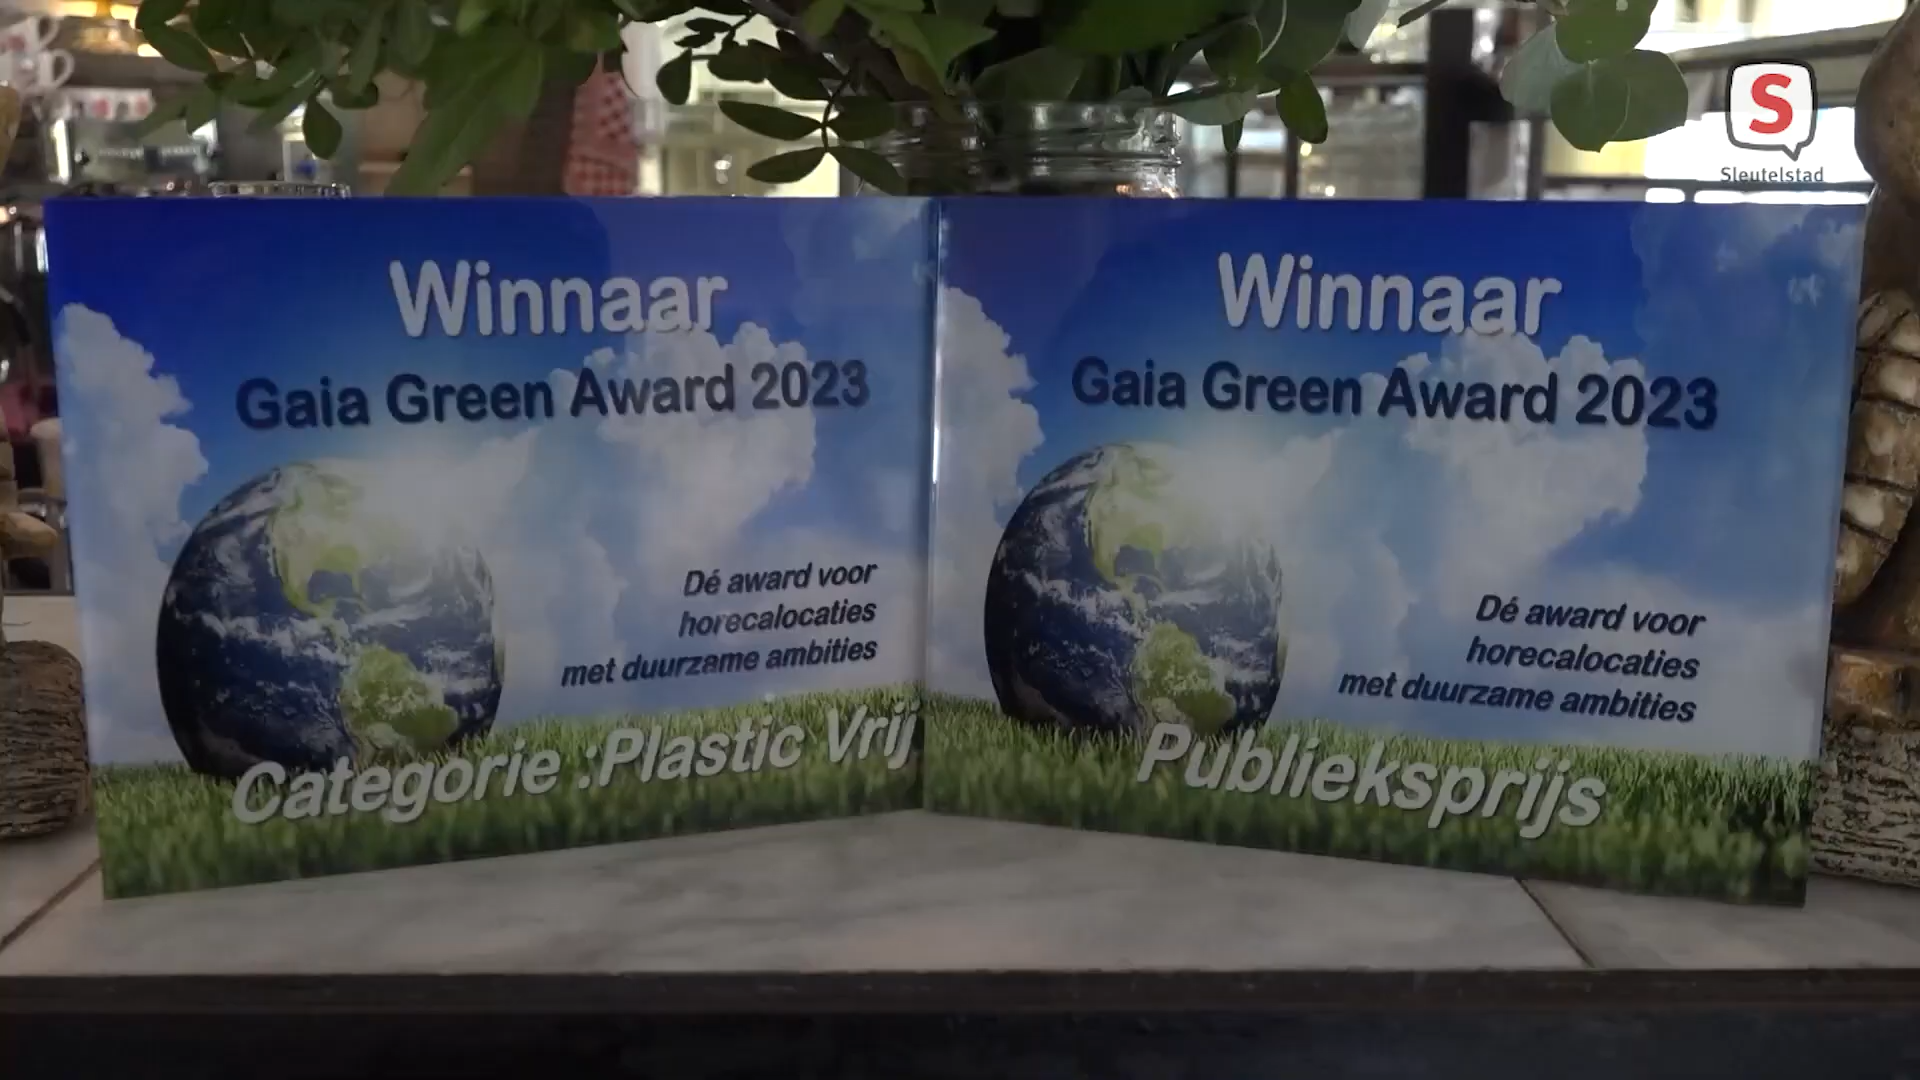 Winnaar
Gaia Green Award 2023
Dé award voor
horecalocaties
met duurzame ambities
Categorie :Plastic Vrij
Winnaar
Gaia Green Award 2023
Dé award voor
horecalocaties
met duurzame ambities
Publieksprijs
S
Sleutelstad